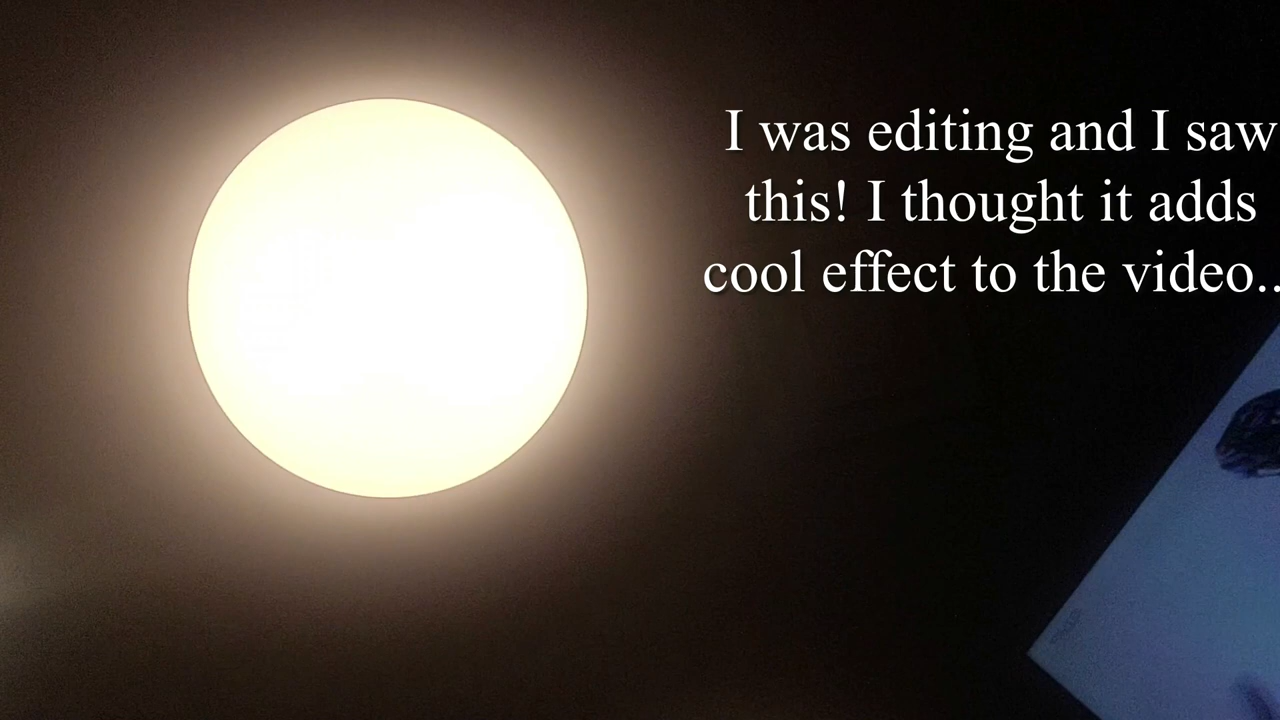 I was editing and I saw
this! I thought it adds
cool effect to the video..